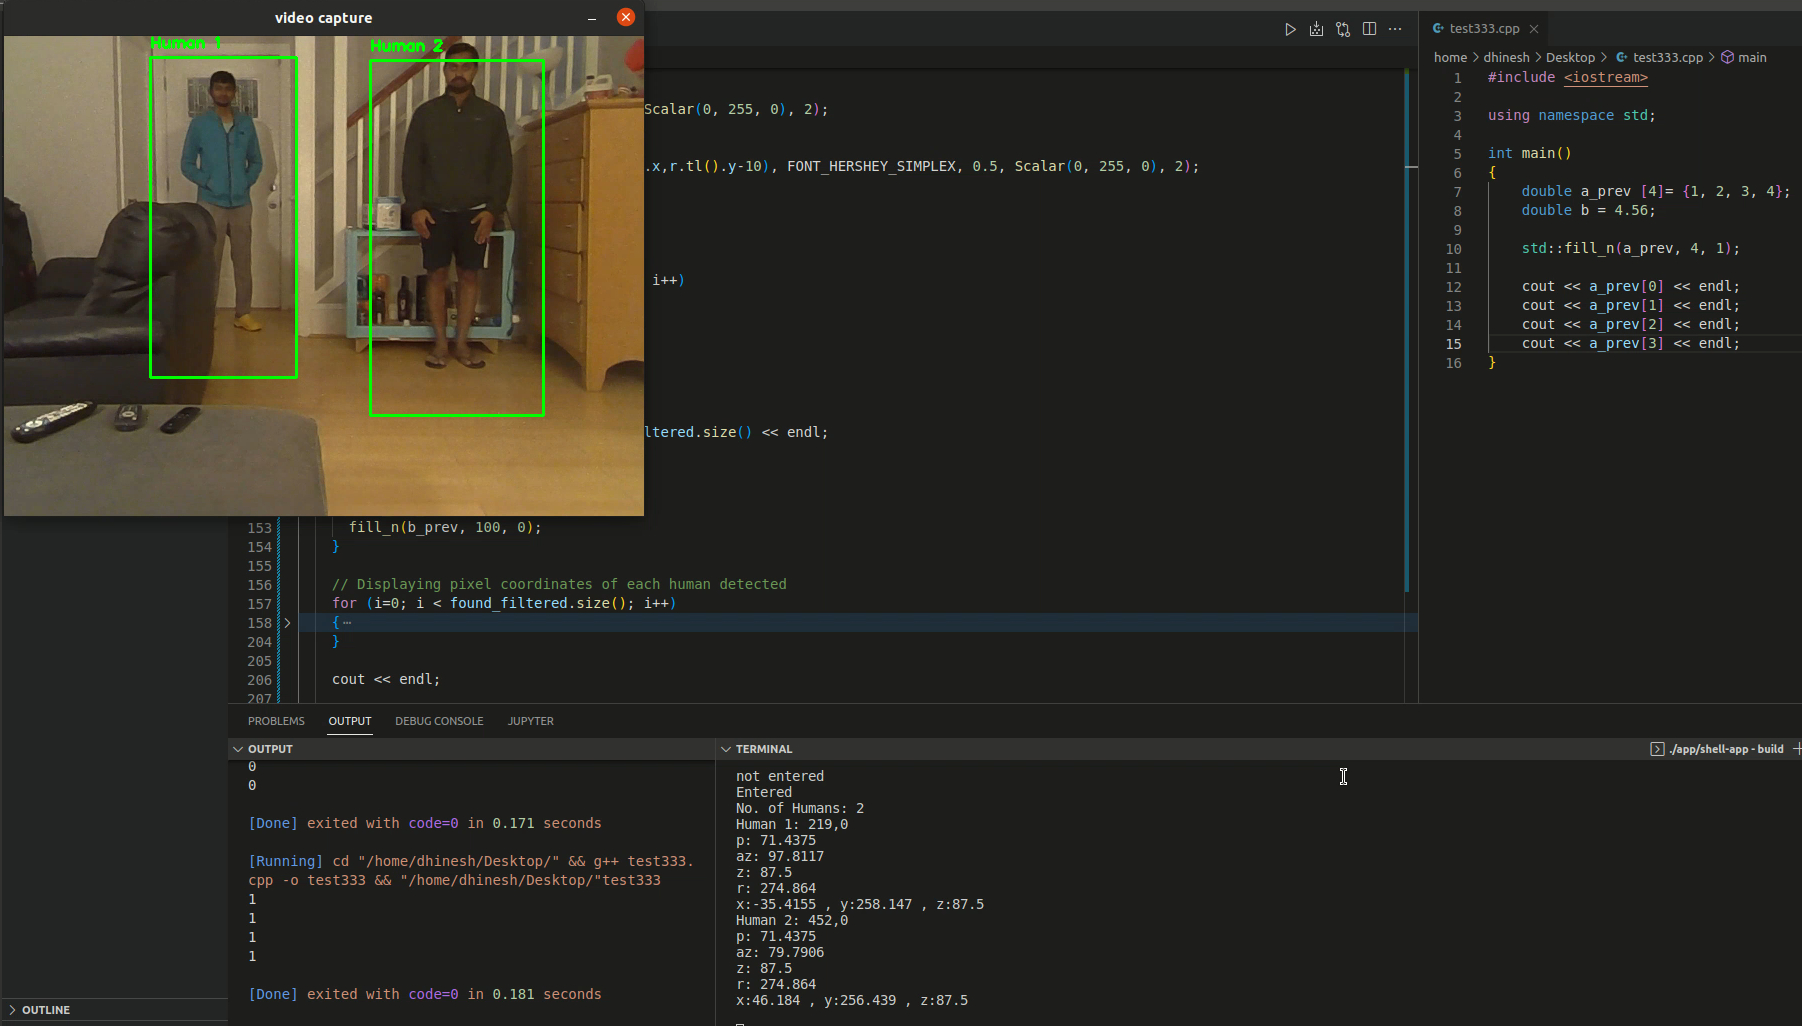 video capture
Human 1
Human 2
Scalar(0, 255, 0), 2);
.x,r.tl().y-10), FONT_HERSHEY_SIMPLEX, 0.5, Scalar(0, 255, 0), 2);
i++)
ltered.size() << endl;
153 fill_n(b_prev, 100, 0);
154 }
155
156 // Displaying pixel coordinates of each human detected
157 for (i=0; i < found_filtered.size(); i++)
158 { ⋯
204 }
205
206 cout << endl;
207
test333.cpp
home > dhinesh > Desktop > test333.cpp > main
1 #include <iostream>
2
3 using namespace std;
4
5 int main()
6 {
7 double a_prev [4]= {1, 2, 3, 4};
8 double b = 4.56;
9
10 std::fill_n(a_prev, 4, 1);
11
12 cout << a_prev[0] << endl;
13 cout << a_prev[1] << endl;
14 cout << a_prev[2] << endl;
15 cout << a_prev[3] << endl;
16 }
PROBLEMS OUTPUT DEBUG CONSOLE JUPYTER
OUTPUT
0
0
[Done] exited with code=0 in 0.171 seconds
[Running] cd "/home/dhinesh/Desktop/" && g++ test333.
cpp -o test333 && "/home/dhinesh/Desktop/"test333
1
1
1
1
[Done] exited with code=0 in 0.181 seconds
TERMINAL
./app/shell-app - build
not entered
Entered
No. of Humans: 2
Human 1: 219,0
p: 71.4375
az: 97.8117
z: 87.5
r: 274.864
x:-35.4155 , y:258.147 , z:87.5
Human 2: 452,0
p: 71.4375
az: 79.7906
z: 87.5
r: 274.864
x:46.184 , y:256.439 , z:87.5
OUTLINE